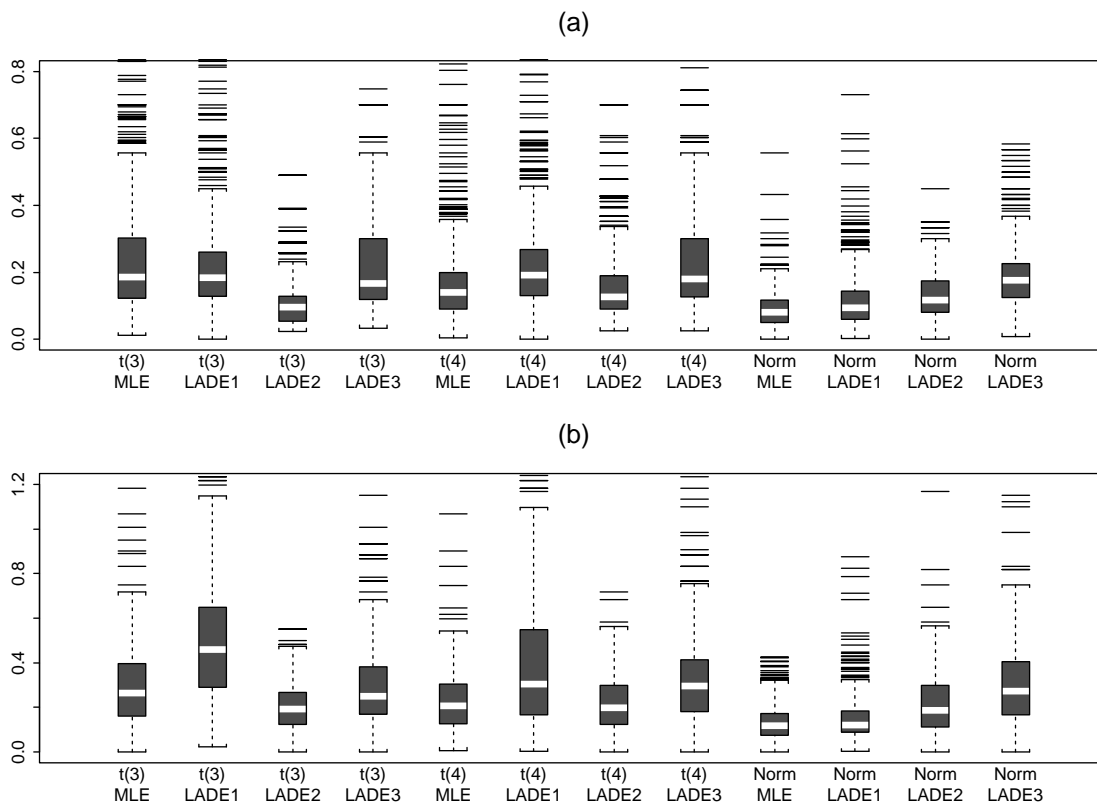 (a)
0.8
0.6
0.4
0.2
0.0
t(3) t(3) t(3) t(3) t(4) t(4) t(4) t(4) Norm Norm Norm Norm
MLE LADE1 LADE2 LADE3 MLE LADE1 LADE2 LADE3 MLE LADE1 LADE2 LADE3
(b)
1.2
0.8
0.4
0.0
t(3) t(3) t(3) t(3) t(4) t(4) t(4) t(4) Norm Norm Norm Norm
MLE LADE1 LADE2 LADE3 MLE LADE1 LADE2 LADE3 MLE LADE1 LADE2 LADE3